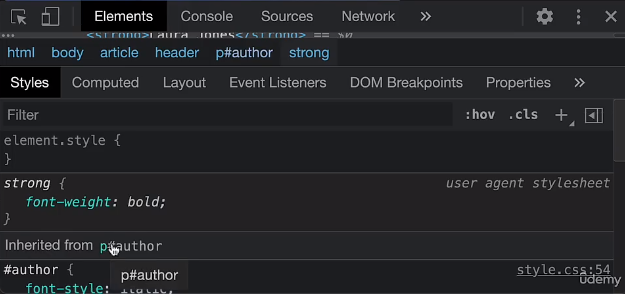 Elements Console Sources Network »
<strong>Laura Jones</strong> == $0
html body article header p#author strong
Styles Computed Layout Event Listeners DOM Breakpoints Properties »
Filter :hov .cls +
element.style {
}
strong { user agent stylesheet
font-weight: bold;
}
Inherited from p#author
#author { style.css:54
p#author
font-style: italic;
udemy